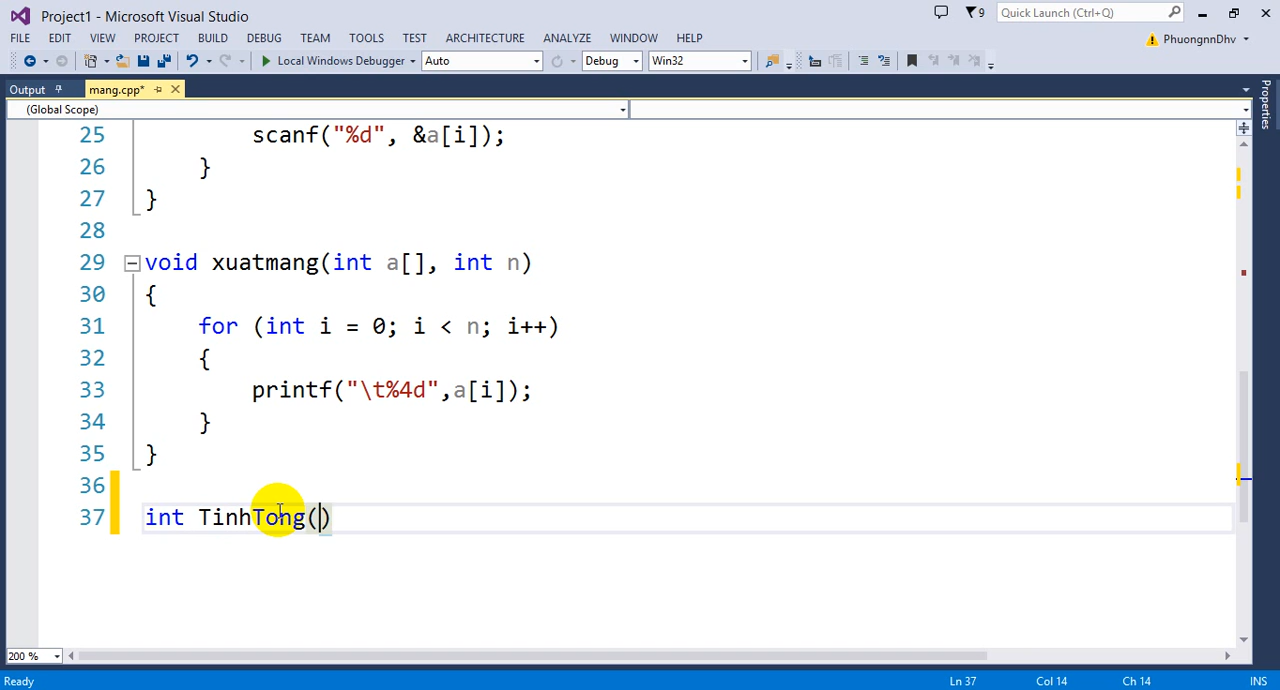 Project1 - Microsoft Visual Studio
9
Quick Launch (Ctrl+Q)
FILE EDIT VIEW PROJECT BUILD DEBUG TEAM TOOLS TEST ARCHITECTURE ANALYZE WINDOW HELP
PhuongnnDhv
Local Windows Debugger Auto Debug Win32
Output mang.cpp*
Properties
(Global Scope)
25 scanf("%d", &a[i]);
26 }
27 }
28
29 void xuatmang(int a[], int n)
30 {
31 for (int i = 0; i < n; i++)
32 {
33 printf("\t%4d",a[i]);
34 }
35 }
36
37 int TinhTong()
200 %
Ready Ln 37 Col 14 Ch 14 INS